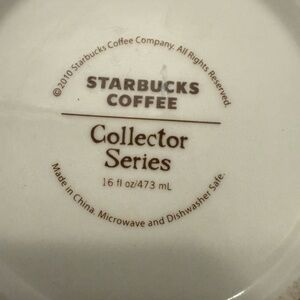 ©2010 Starbucks Coffee Company. All Rights Reserved.
STARBUCKS
COFFEE
Collector
Series
16 fl oz/473 mL
Made in China. Microwave and Dishwasher Safe.